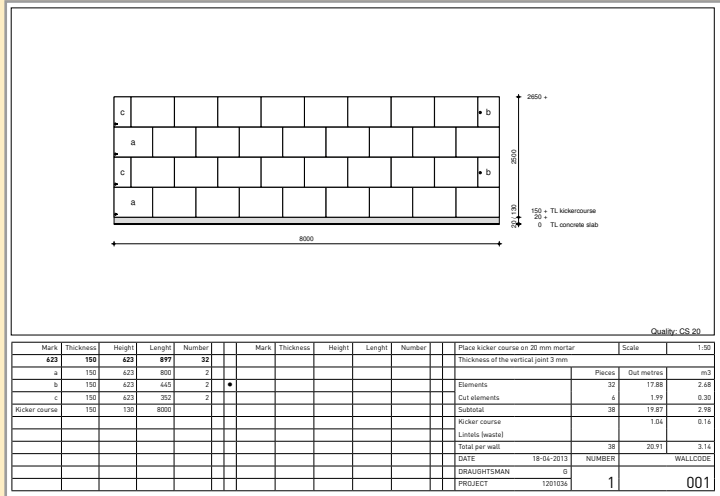 2650 +
c
b
a
2500
c
b
a
150 + TL kickercourse
20 / 130
20 +
0 TL concrete slab
8000
Quality: CS 20
Mark Thickness Height Lenght Number Mark Thickness Height Lenght Number Place kicker course on 20 mm mortar Scale 1:50
623 150 623 897 32 Thickness of the vertical joint 3 mm
a 150 623 800 2 Pieces Out metres m3
b 150 623 445 2 Elements 32 17.88 2.68
c 150 623 352 2 Cut elements 6 1.99 0.30
Kicker course 150 130 8000 Subtotal 38 19.87 2.98
Kicker course 1.04 0.16
Lintels (waste)
Total per wall 38 20.91 3.14
DATE 18-04-2013 NUMBER WALLCODE
DRAUGHTSMAN G
PROJECT 1201036 1 001